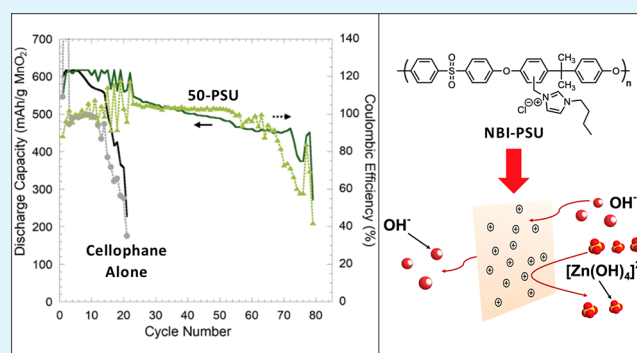 700
600
500
400
300
200
100
0
Discharge Capacity (mAh/g MnO2)
140
120
100
80
60
40
20
0
Coulombic Efficiency (%)
0 10 20 30 40 50 60 70 80 90
Cycle Number
50-PSU
Cellophane
Alone
O
S
O
O
CH3
CH3
O
n
Cl⊖
⊕N
N
NBI-PSU
OH-
OH-
[Zn(OH)4]2